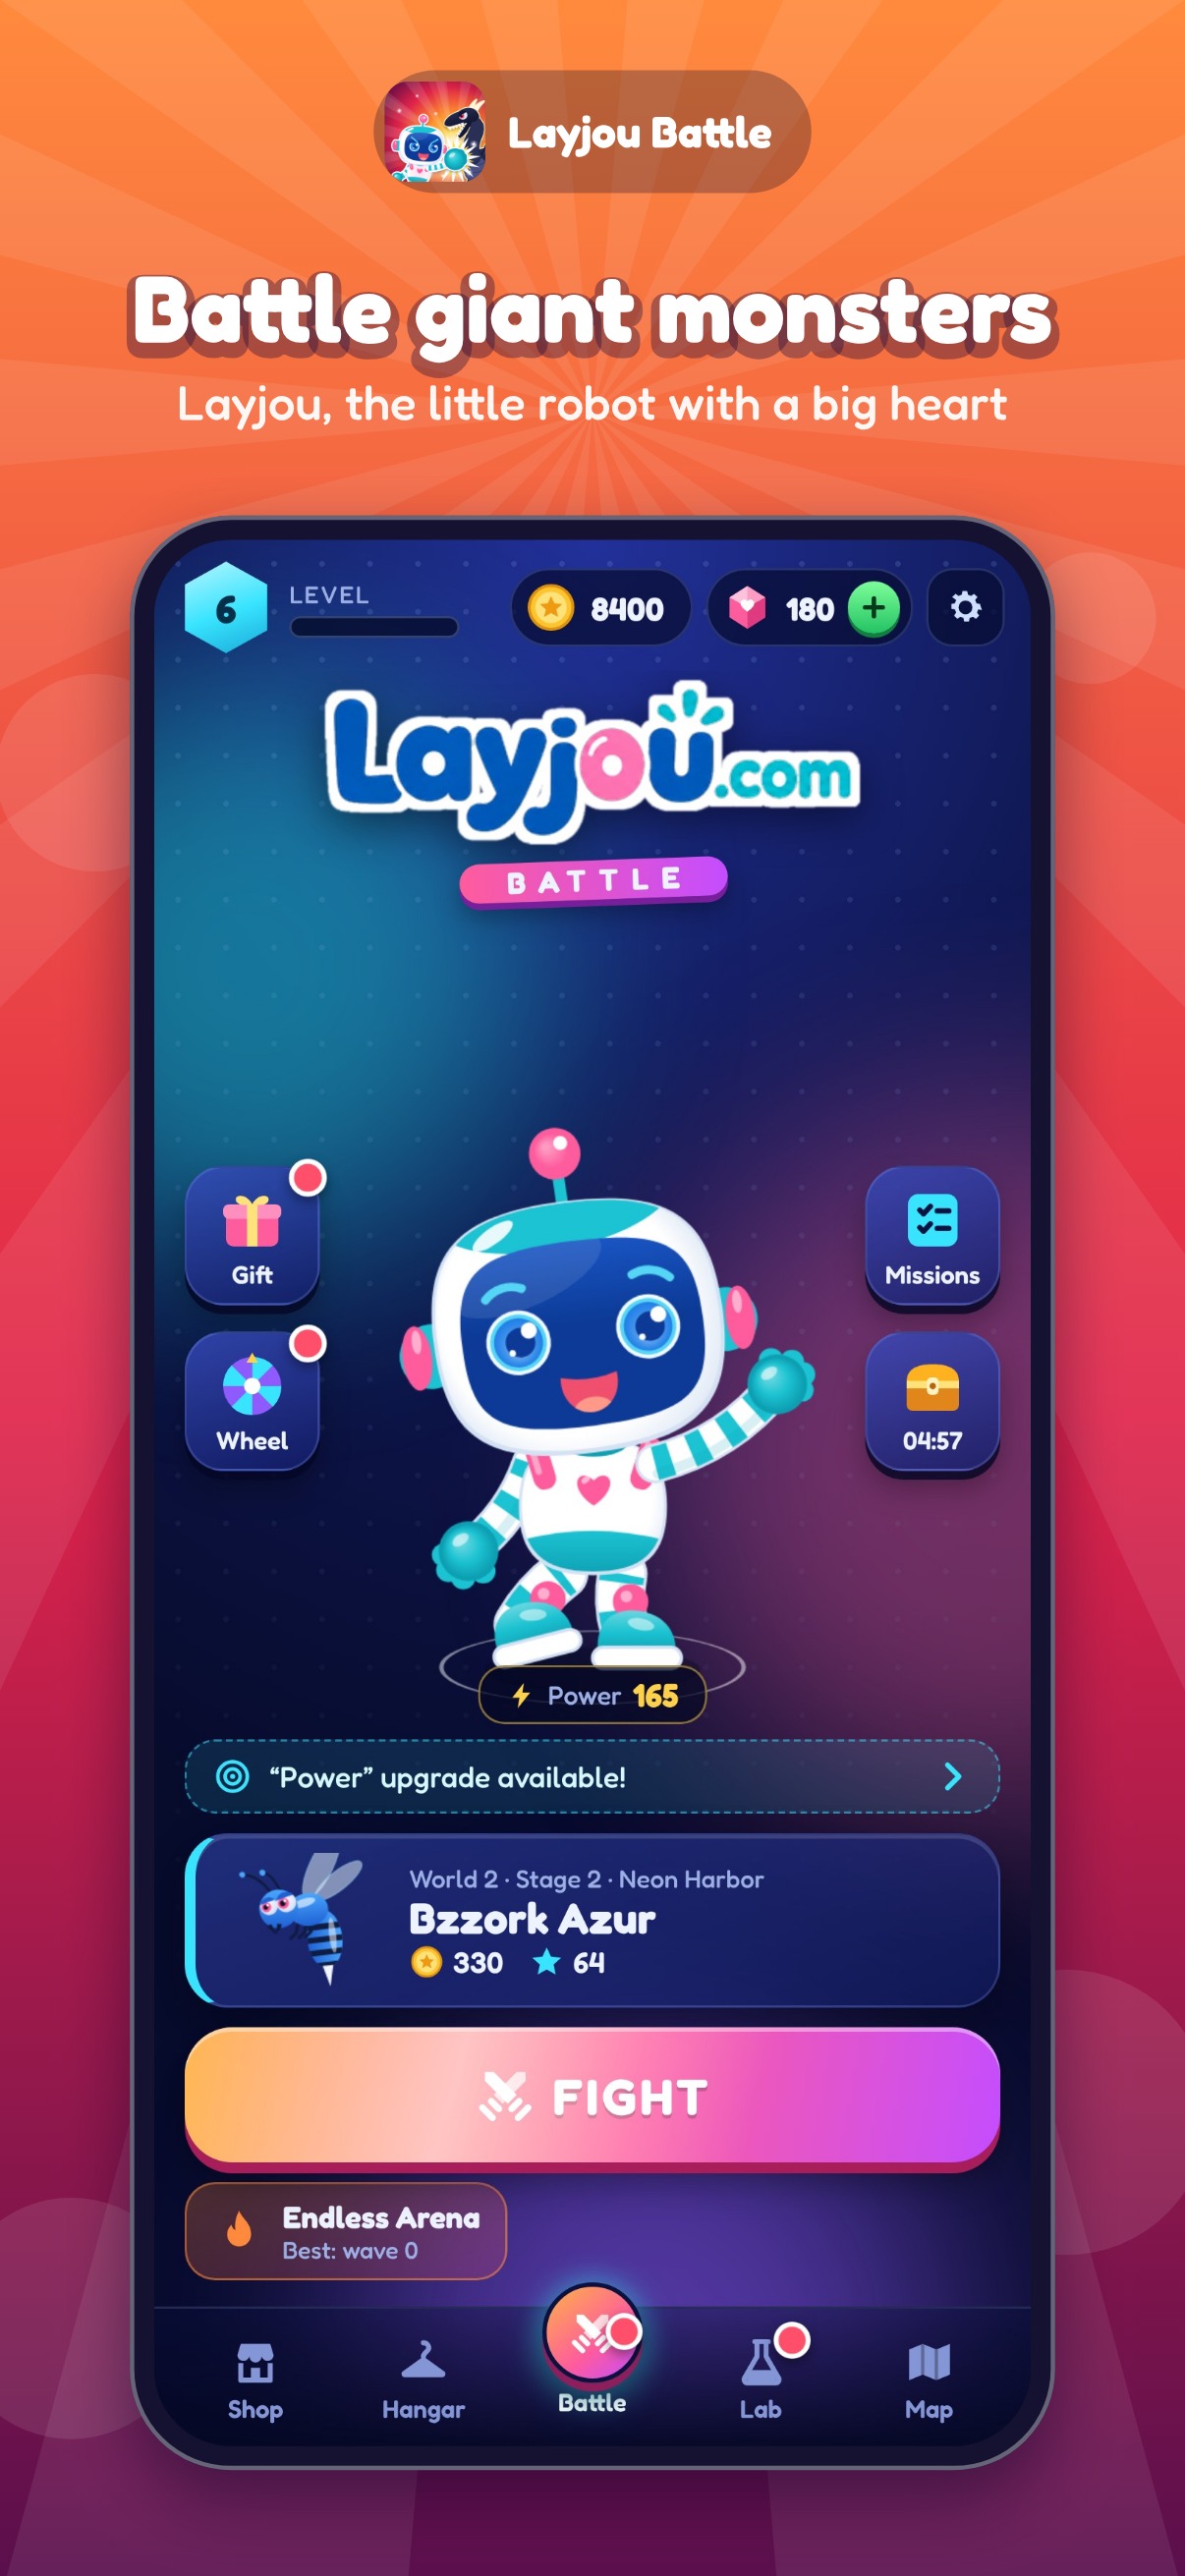 Layjou Battle
Battle giant monsters
Layjou, the little robot with a big heart
6
LEVEL
8400
180
Layjou.com
BATTLE
Gift
Missions
Wheel
04:57
Power 165
“Power” upgrade available!
World 2 · Stage 2 · Neon Harbor
Bzzork Azur
330 64
FIGHT
Endless Arena
Best: wave 0
Shop
Hangar
Battle
Lab
Map